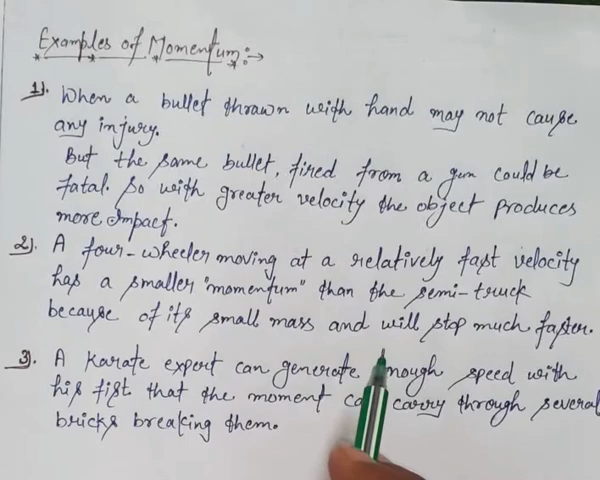 Examples of Momentum:→
1). When a bullet thrawn with hand may not cause
any injury.
But the same bullet, fired from a gun could be
fatal. So with greater velocity the object produces
more impact.
2). A four-wheeler moving at a relatively fast velocity
has a smaller "momentum" than the semi-truck
because of its small mass and will stop much faster.
3). A Karate expert can generate enough speed with
his fist that the moment carry through several
bricks breaking them.